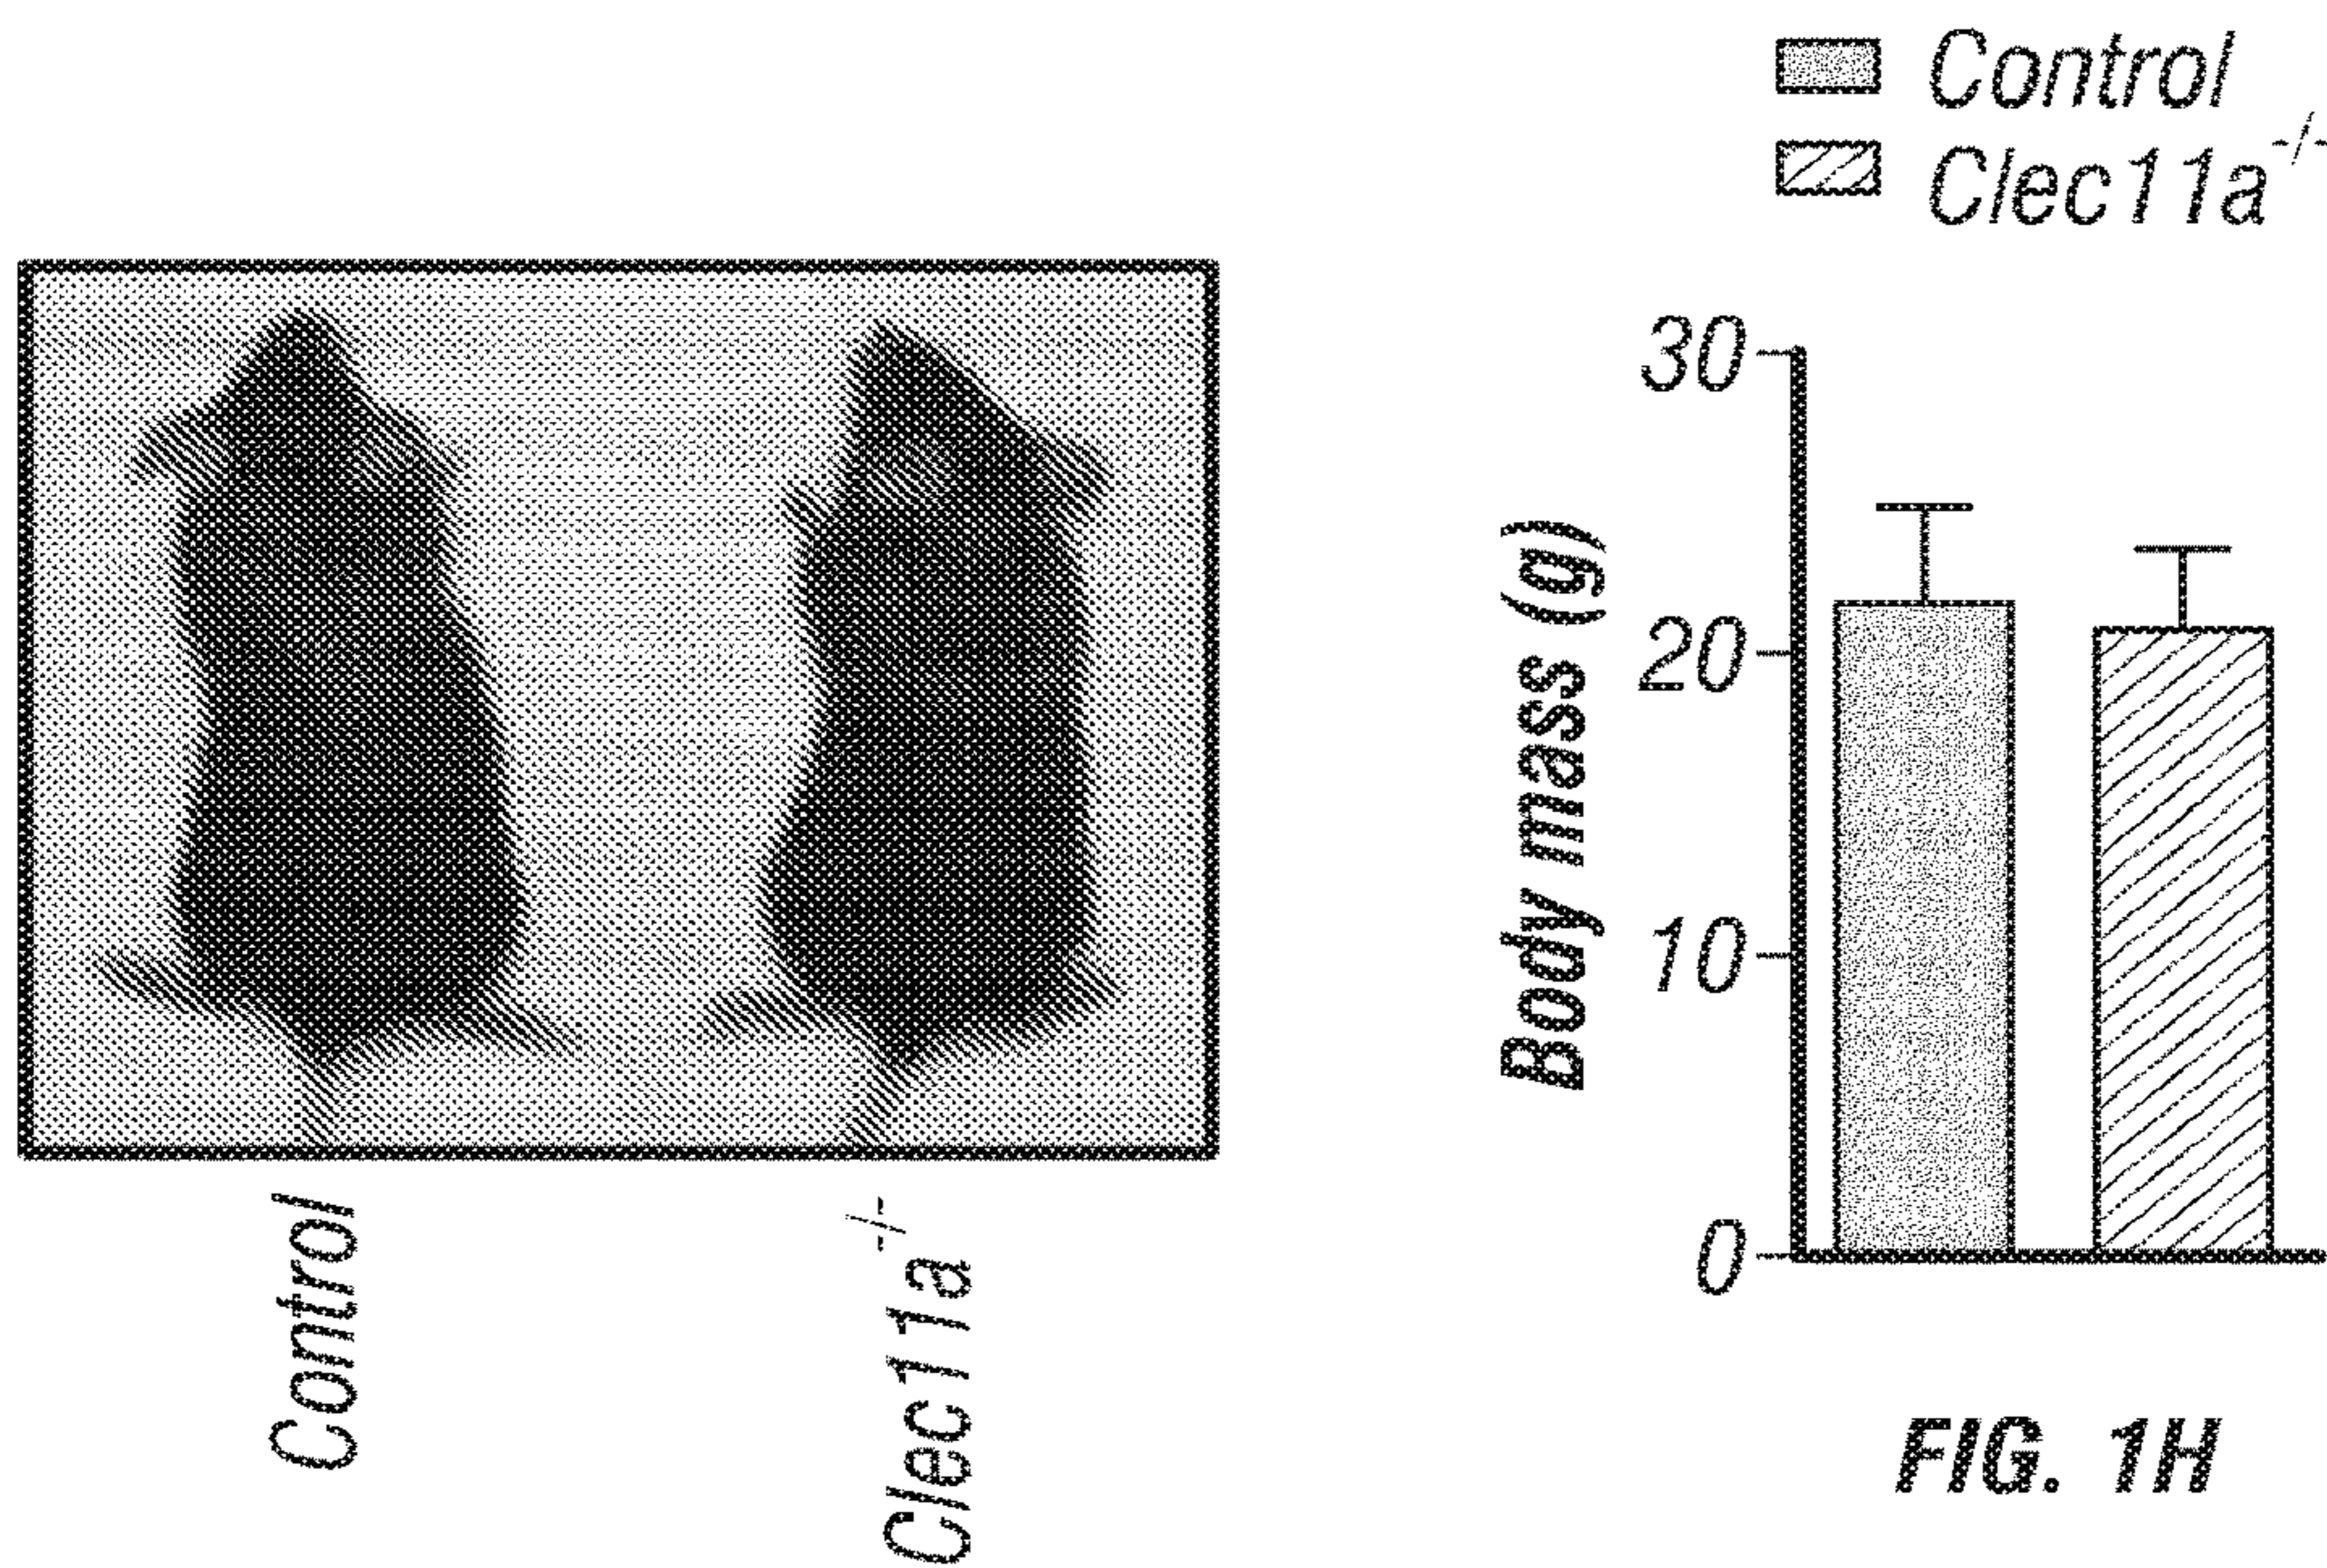 Control
Clec11a-/-
Control
Clec11a-/-
Body mass (g)
30
20
10
0
FIG. 1H